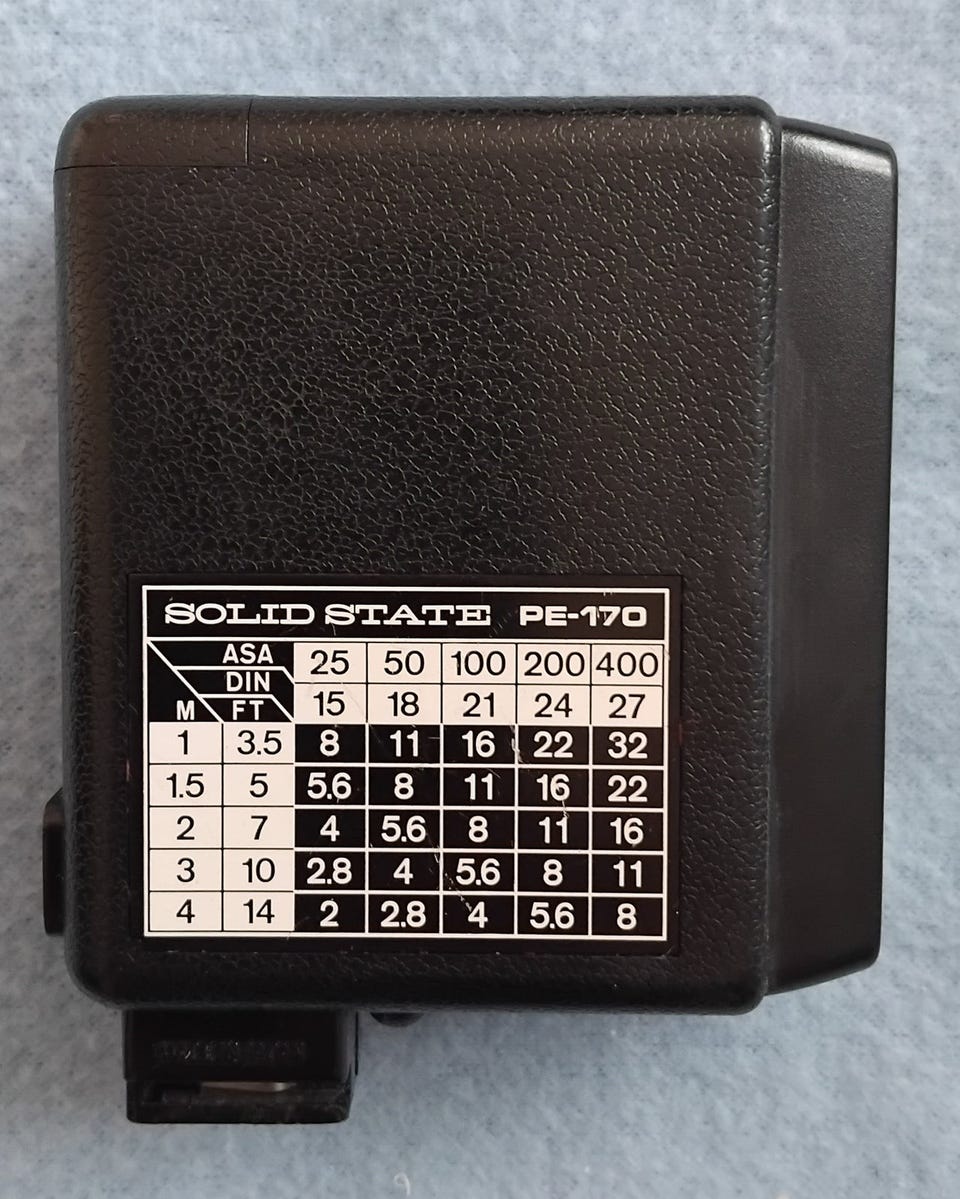 SOLID STATE PE-170
ASA 25 50 100 200 400
DIN 15 18 21 24 27
M FT
1 3.5 8 11 16 22 32
1.5 5 5.6 8 11 16 22
2 7 4 5.6 8 11 16
3 10 2.8 4 5.6 8 11
4 14 2 2.8 4 5.6 8